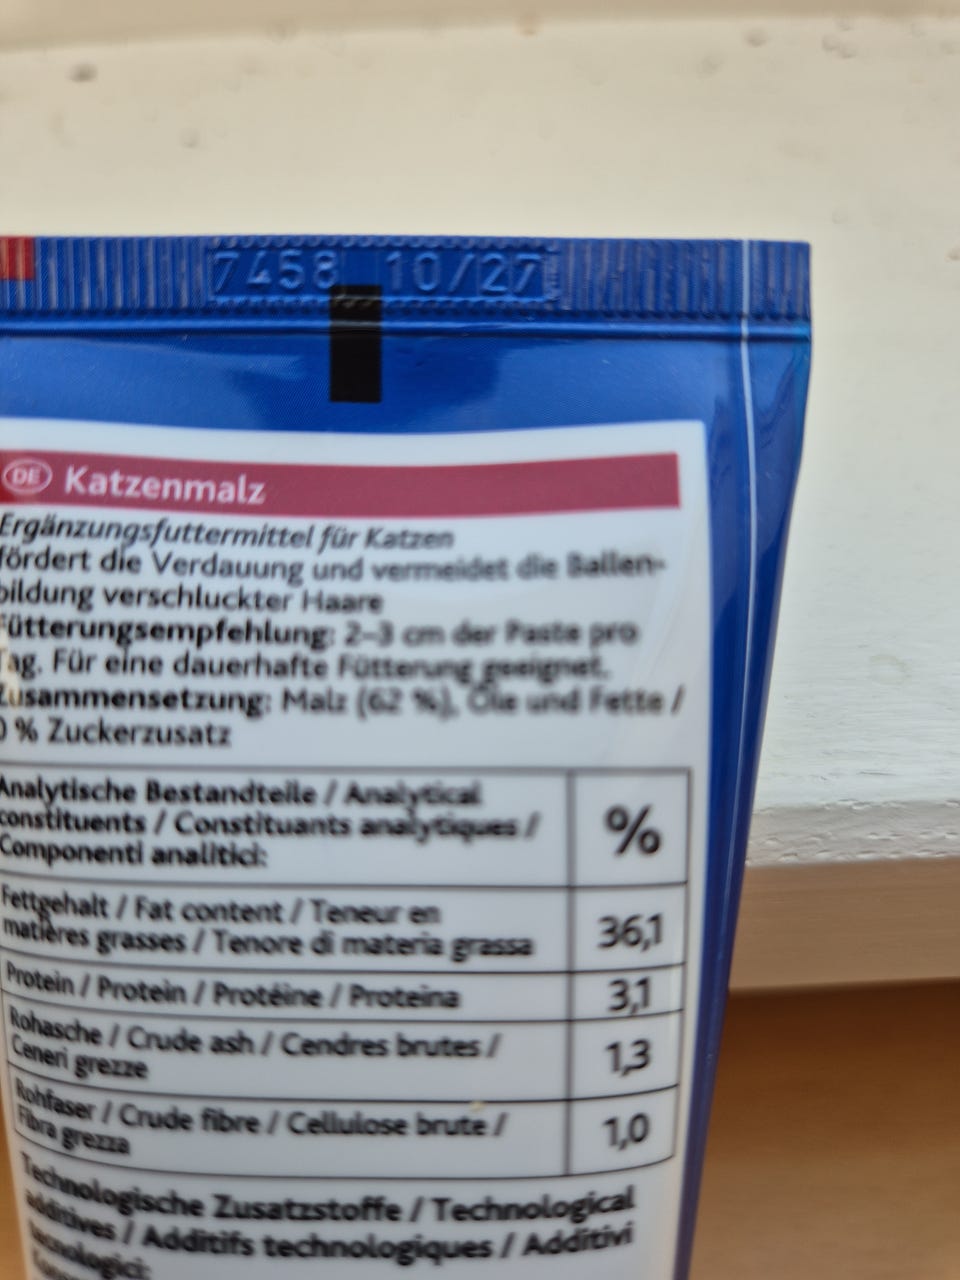 7458 10/27
DE Katzenmalz
Ergänzungsfuttermittel für Katzen
fördert die Verdauung und vermeidet die Ballen-
bildung verschluckter Haare
Fütterungsempfehlung: 2–3 cm der Paste pro
Tag. Für eine dauerhafte Fütterung geeignet.
Zusammensetzung: Malz (62 %), Öle und Fette /
0 % Zuckerzusatz
Analytische Bestandteile / Analytical
constituents / Constituants analytiques /
Componenti analitici:
%
Fettgehalt / Fat content / Teneur en
matières grasses / Tenore di materia grassa
36,1
Protein / Protein / Protéine / Proteina
3,1
Rohasche / Crude ash / Cendres brutes /
Ceneri grezze
1,3
Rohfaser / Crude fibre / Cellulose brute /
Fibra grezza
1,0
Technologische Zusatzstoffe / Technological
additives / Additifs technologiques / Additivi
tecnologici: